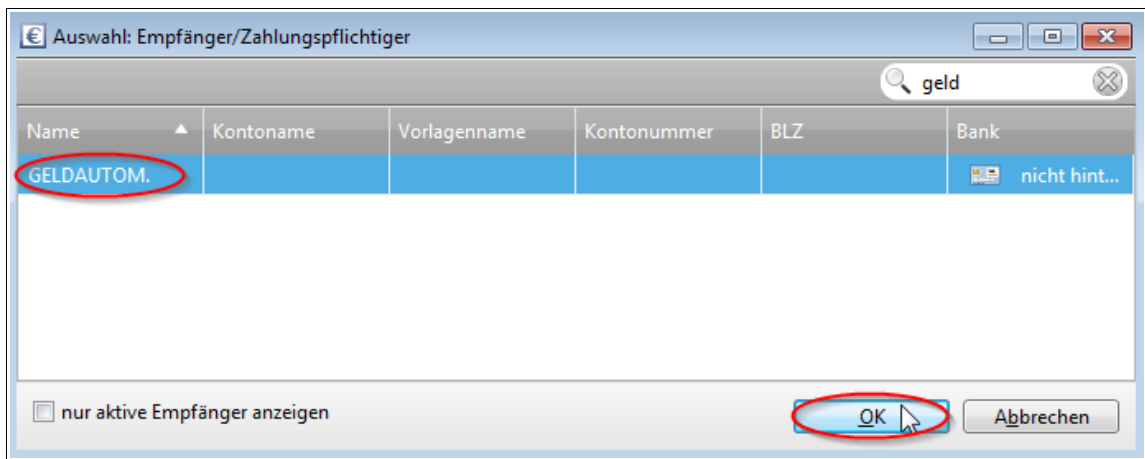 Auswahl: Empfänger/Zahlungspflichtiger
geld
Name Kontoname Vorlagenname Kontonummer BLZ Bank
GELDAUTOM. nicht hint...
nur aktive Empfänger anzeigen OK Abbrechen